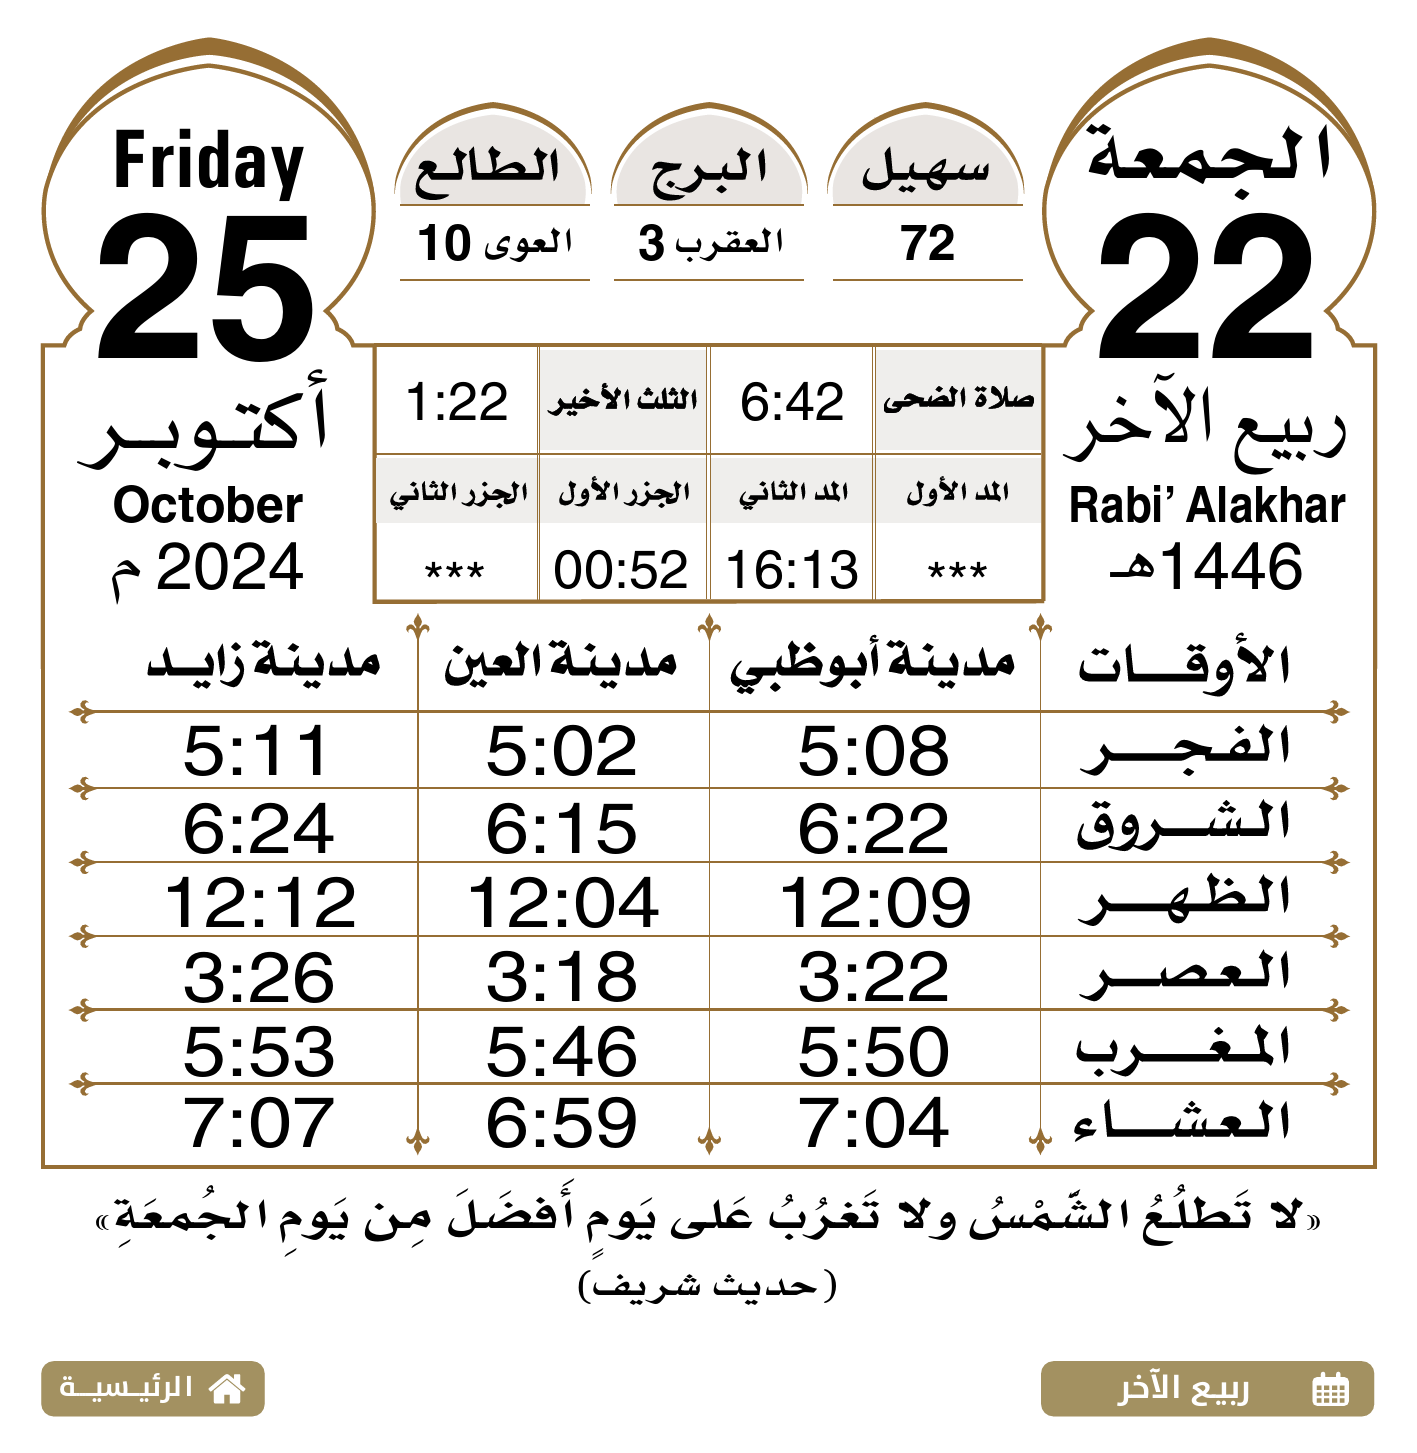 الجمعة
22
ربيع الآخر
Rabi’ Alakhar
1446هـ
سهيل
72
البرج
العقرب 3
الطالع
العوى 10
Friday
25
أكتوبر
October
2024 م
صلاة الضحى 6:42 الثلث الأخير 1:22
المد الأول المد الثاني الجزر الأول الجزر الثاني
*** 16:13 00:52 ***
الأوقات مدينة أبوظبي مدينة العين مدينة زايد
الفجر 5:08 5:02 5:11
الشروق 6:22 6:15 6:24
الظهر 12:09 12:04 12:12
العصر 3:22 3:18 3:26
المغرب 5:50 5:46 5:53
العشاء 7:04 6:59 7:07
«لا تَطلُعُ الشَّمْسُ ولا تَغرُبُ عَلى يَومٍ أَفضَلَ مِن يَومِ الجُمعَةِ»
(حديث شريف)
ربيع الآخر
الرئيسية